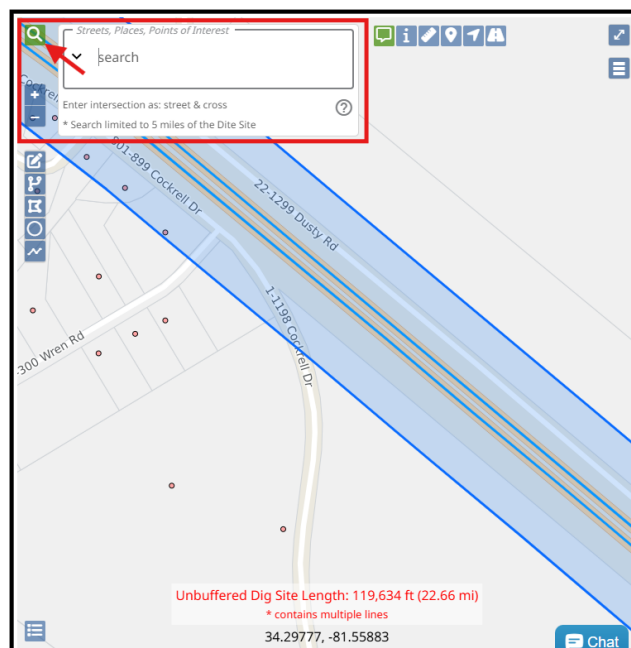 Streets, Places, Points of Interest
search
Enter intersection as: street & cross
* Search limited to 5 miles of the Dite Site
Cockrell
801-899 Cockrell Dr
22-1299 Dusty Rd
1-1198 Cockrell Dr
-300 Wren Rd
Unbuffered Dig Site Length: 119,634 ft (22.66 mi)
* contains multiple lines
34.29777, -81.55883
Chat